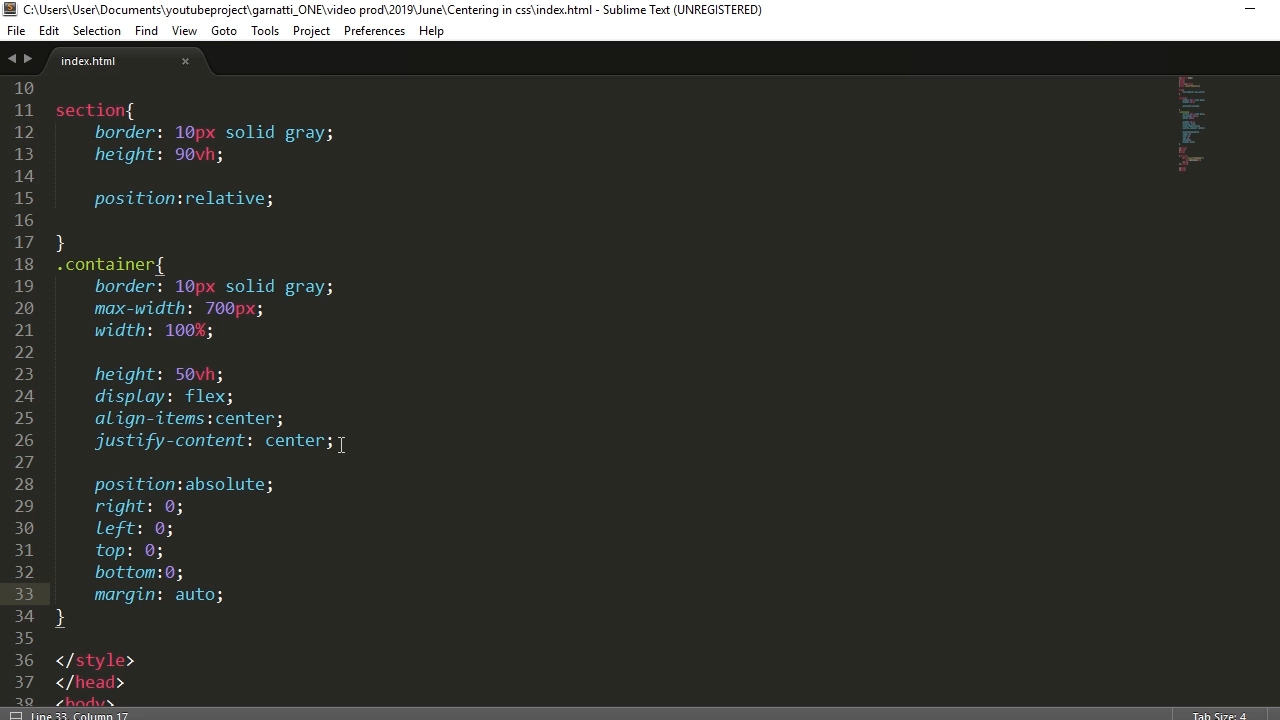 C:\Users\User\Documents\youtubeproject\garnatti_ONE\video prod\2019\June\Centering in css\index.html - Sublime Text (UNREGISTERED)
File Edit Selection Find View Goto Tools Project Preferences Help
index.html ×
10
11 section{
12 border: 10px solid gray;
13 height: 90vh;
14
15 position:relative;
16
17 }
18 .container{
19 border: 10px solid gray;
20 max-width: 700px;
21 width: 100%;
22
23 height: 50vh;
24 display: flex;
25 align-items:center;
26 justify-content: center;
27
28 position:absolute;
29 right: 0;
30 left: 0;
31 top: 0;
32 bottom:0;
33 margin: auto;
34 }
35
36 </style>
37 </head>
38 <body>
Line 33, Column 17 Tab Size: 4